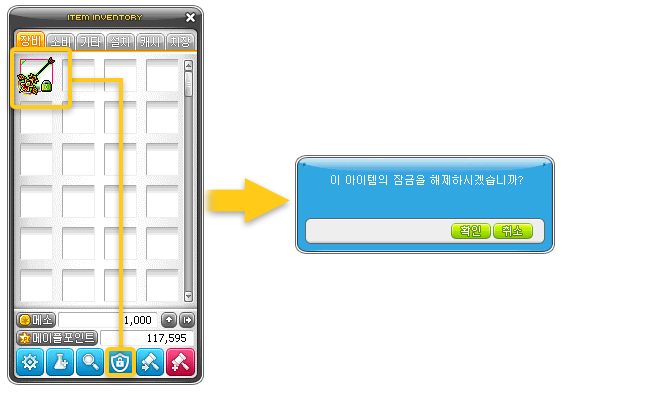 ITEM INVENTORY
장비 소비 기타 설치 캐시 치장
메소 1,000
메이플포인트 117,595
이 아이템의 잠금을 해제하시겠습니까?
확인 취소